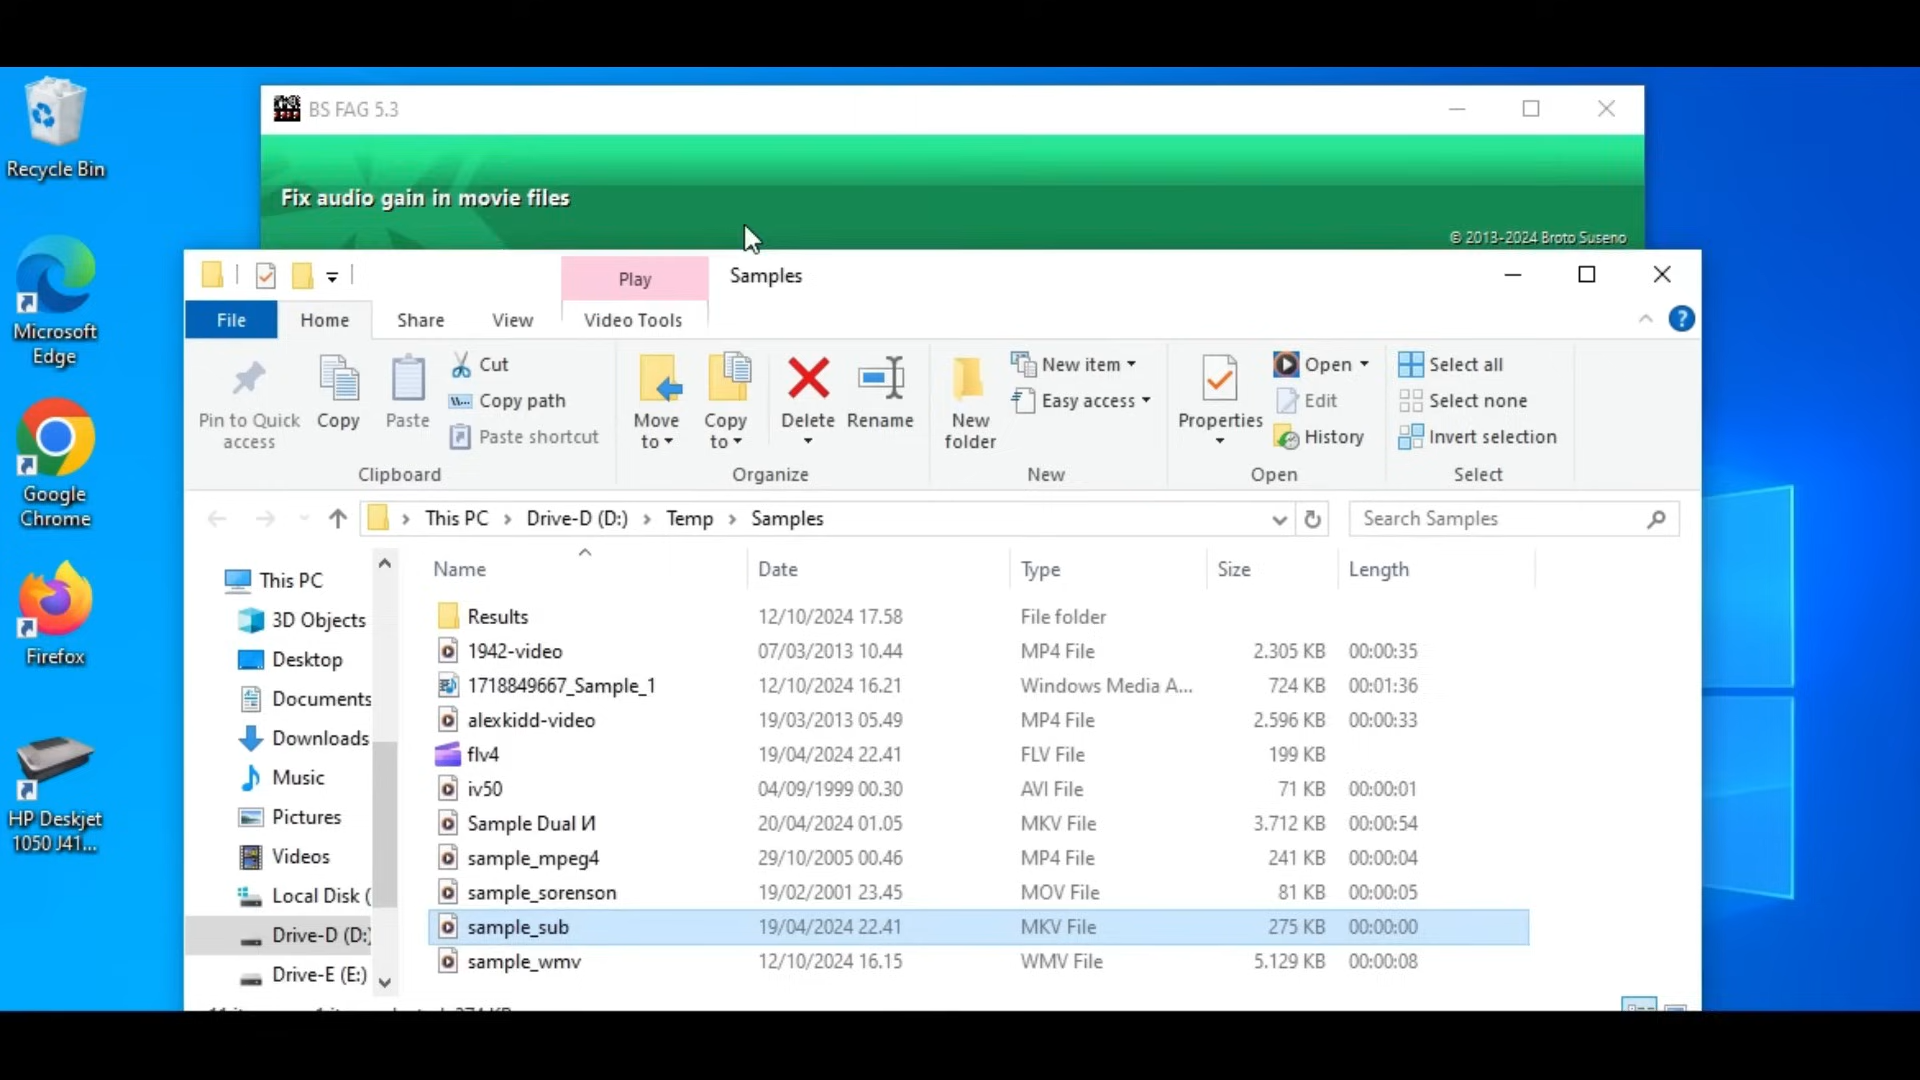 BS FAG 5.3
Fix audio gain in movie files
© 2013-2024 Broto Suseno
Recycle Bin
Microsoft
Edge
Google
Chrome
Firefox
HP Deskjet
1050 J41...
Play
Samples
File
Home
Share
View
Video Tools
Pin to Quick
access
Copy
Paste
Cut
Copy path
Paste shortcut
Clipboard
Move
to
Copy
to
Delete
Rename
Organize
New
folder
New item
Easy access
New
Properties
Open
Edit
History
Open
Select all
Select none
Invert selection
Select
This PC > Drive-D (D:) > Temp > Samples
Search Samples
This PC
3D Objects
Desktop
Documents
Downloads
Music
Pictures
Videos
Local Disk (
Drive-D (D:)
Drive-E (E:)
Name Date Type Size Length
Results 12/10/2024 17.58 File folder
1942-video 07/03/2013 10.44 MP4 File 2.305 KB 00:00:35
1718849667_Sample_1 12/10/2024 16.21 Windows Media A... 724 KB 00:01:36
alexkidd-video 19/03/2013 05.49 MP4 File 2.596 KB 00:00:33
flv4 19/04/2024 22.41 FLV File 199 KB
iv50 04/09/1999 00.30 AVI File 71 KB 00:00:01
Sample Dual И 20/04/2024 01.05 MKV File 3.712 KB 00:00:54
sample_mpeg4 29/10/2005 00.46 MP4 File 241 KB 00:00:04
sample_sorenson 19/02/2001 23.45 MOV File 81 KB 00:00:05
sample_sub 19/04/2024 22.41 MKV File 275 KB 00:00:00
sample_wmv 12/10/2024 16.15 WMV File 5.129 KB 00:00:08